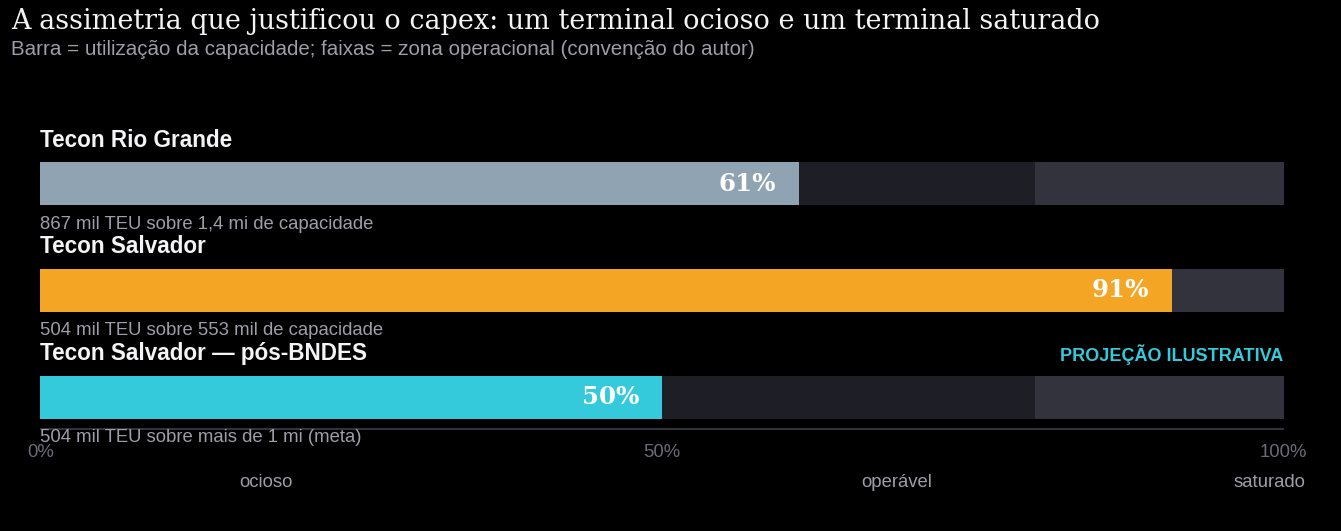 A assimetria que justificou o capex: um terminal ocioso e um terminal saturado
Barra = utilização da capacidade; faixas = zona operacional (convenção do autor)
Tecon Rio Grande
61%
867 mil TEU sobre 1,4 mi de capacidade
Tecon Salvador
91%
504 mil TEU sobre 553 mil de capacidade
Tecon Salvador — pós-BNDES
PROJEÇÃO ILUSTRATIVA
50%
504 mil TEU sobre mais de 1 mi (meta)
0% 50% 100%
ocioso operável saturado